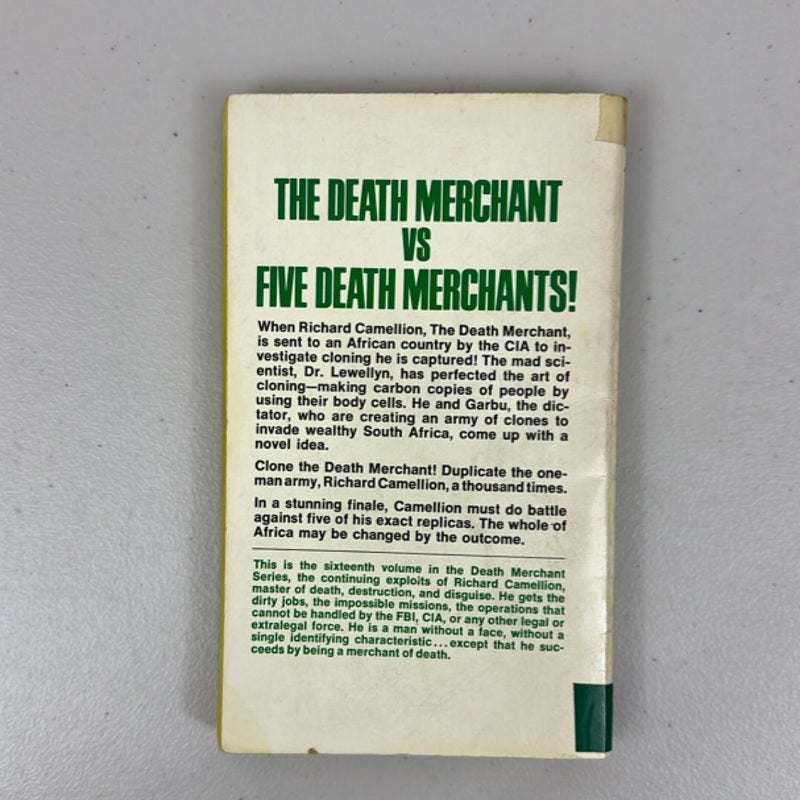 THE DEATH MERCHANT
VS
FIVE DEATH MERCHANTS!
When Richard Camellion, The Death Merchant,
is sent to an African country by the CIA to in-
vestigate cloning he is captured! The mad sci-
entist, Dr. Lewellyn, has perfected the art of
cloning—making carbon copies of people by
using their body cells. He and Garbu, the dic-
tator, who are creating an army of clones to
invade wealthy South Africa, come up with a
novel idea.
Clone the Death Merchant! Duplicate the one-
man army, Richard Camellion, a thousand times.
In a stunning finale, Camellion must do battle
against five of his exact replicas. The whole of
Africa may be changed by the outcome.
This is the sixteenth volume in the Death Merchant
Series, the continuing exploits of Richard Camellion,
master of death, destruction, and disguise. He gets the
dirty jobs, the impossible missions, the operations that
cannot be handled by the FBI, CIA, or any other legal or
extralegal force. He is a man without a face, without a
single identifying characteristic...except that he suc-
ceeds by being a merchant of death.